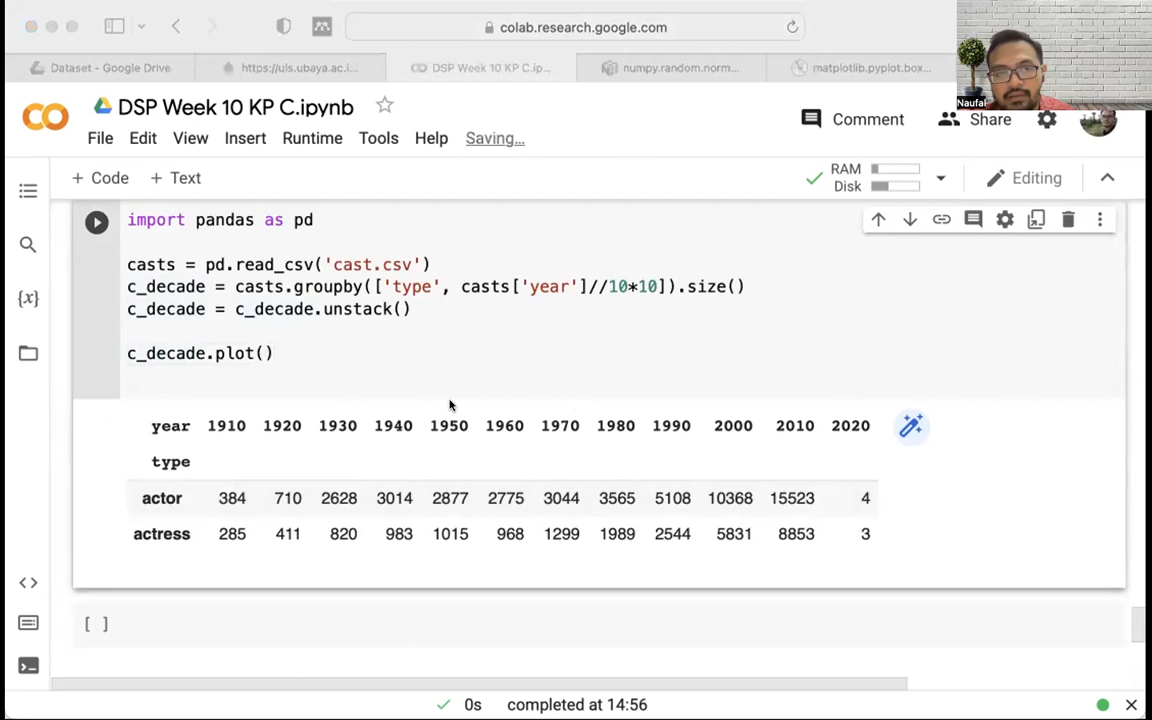 colab.research.google.com
Dataset - Google Drive
https://uls.ubaya.ac.i...
DSP Week 10 KP C.ip...
numpy.random.norm...
matplotlib.pyplot.box...
Naufal
DSP Week 10 KP C.ipynb
File Edit View Insert Runtime Tools Help Saving...
Comment
Share
+ Code + Text
RAM
Disk
Editing
import pandas as pd
casts = pd.read_csv('cast.csv')
c_decade = casts.groupby(['type', casts['year']//10*10]).size()
c_decade = c_decade.unstack()
c_decade.plot()
year 1910 1920 1930 1940 1950 1960 1970 1980 1990 2000 2010 2020
type
actor 384 710 2628 3014 2877 2775 3044 3565 5108 10368 15523 4
actress 285 411 820 983 1015 968 1299 1989 2544 5831 8853 3
[ ]
0s completed at 14:56